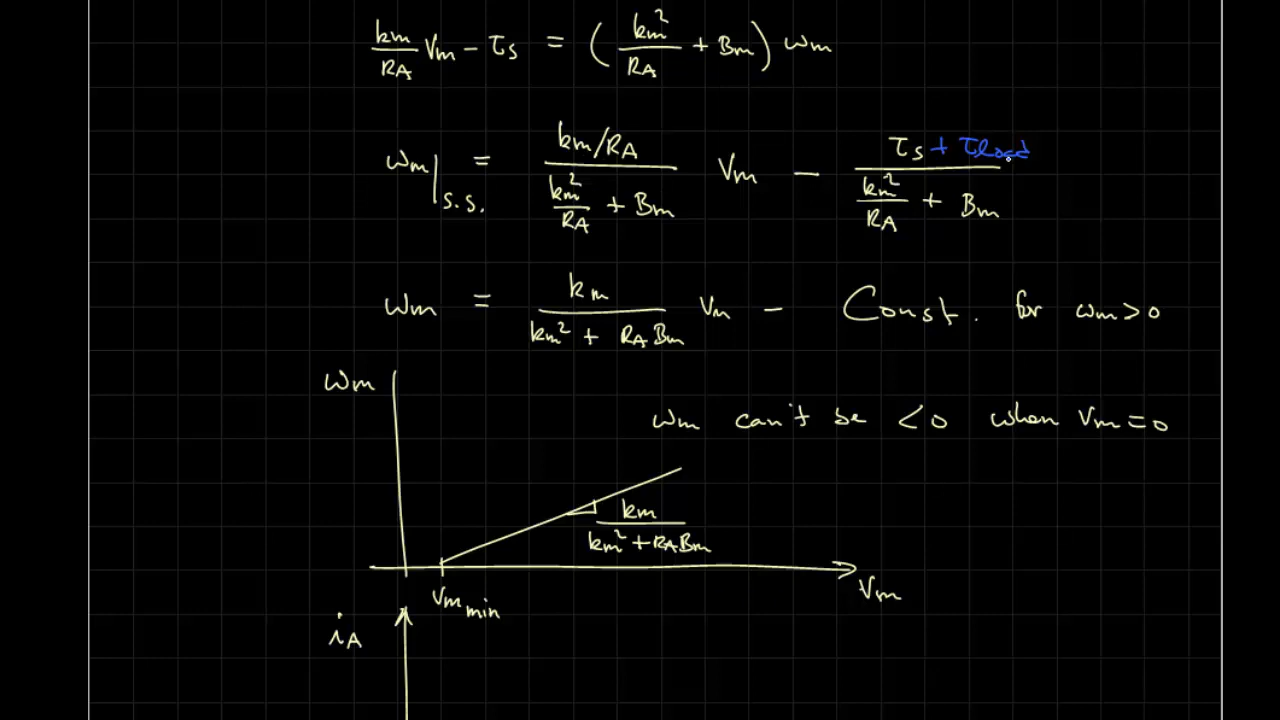 km/RA Vm − τs = (km²/RA + Bm) ωm
ωm|s.s. = (km/RA)/(km²/RA + Bm) Vm − (τs + τload)/(km²/RA + Bm)
ωm = km/(km² + RA Bm) Vm − Const. for ωm > 0
ωm
ωm can't be < 0 when Vm = 0
km/(km² + RA Bm)
Vm min
Vm
iA